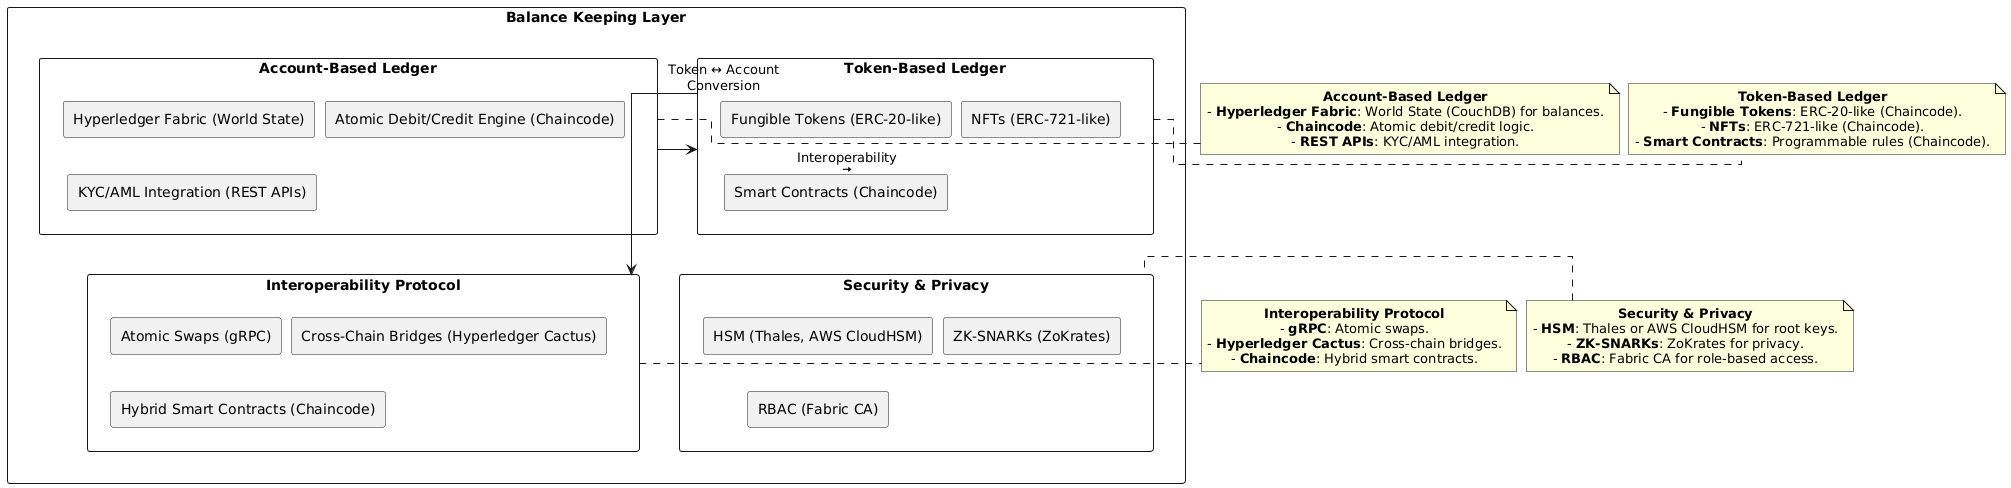 Balance Keeping Layer
Account-Based Ledger
Hyperledger Fabric (World State)
Atomic Debit/Credit Engine (Chaincode)
KYC/AML Integration (REST APIs)
Token ↔ Account
Conversion
Token-Based Ledger
Fungible Tokens (ERC-20-like)
NFTs (ERC-721-like)
Interoperability
→
Smart Contracts (Chaincode)
Account-Based Ledger
- Hyperledger Fabric: World State (CouchDB) for balances.
- Chaincode: Atomic debit/credit logic.
- REST APIs: KYC/AML integration.
Token-Based Ledger
- Fungible Tokens: ERC-20-like (Chaincode).
- NFTs: ERC-721-like (Chaincode).
- Smart Contracts: Programmable rules (Chaincode).
Interoperability Protocol
Atomic Swaps (gRPC)
Cross-Chain Bridges (Hyperledger Cactus)
Hybrid Smart Contracts (Chaincode)
Security & Privacy
HSM (Thales, AWS CloudHSM)
ZK-SNARKs (ZoKrates)
RBAC (Fabric CA)
Interoperability Protocol
- gRPC: Atomic swaps.
- Hyperledger Cactus: Cross-chain bridges.
- Chaincode: Hybrid smart contracts.
Security & Privacy
- HSM: Thales or AWS CloudHSM for root keys.
- ZK-SNARKs: ZoKrates for privacy.
- RBAC: Fabric CA for role-based access.